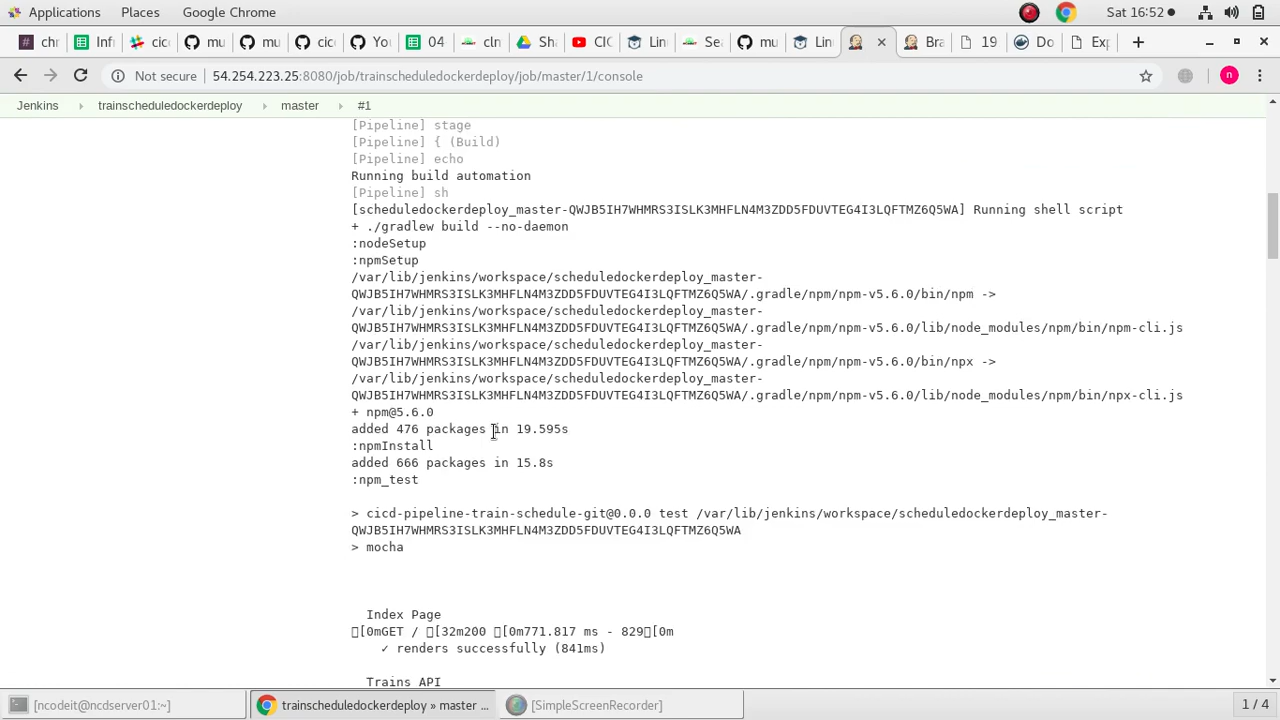 Applications Places Google Chrome Sat 16:52
chr Inf cice mu mu cic You 04 cln Sha CIC Lin Sea mu Lin Bra 19 Do Exp
Not secure 54.254.223.25:8080/job/trainscheduledockerdeploy/job/master/1/console n
Jenkins trainscheduledockerdeploy master #1
[Pipeline] stage
[Pipeline] { (Build)
[Pipeline] echo
Running build automation
[Pipeline] sh
[scheduledockerdeploy_master-QWJB5IH7WHMRS3ISLK3MHFLN4M3ZDD5FDUVTEG4I3LQFTMZ6Q5WA] Running shell script
+ ./gradlew build --no-daemon
:nodeSetup
:npmSetup
/var/lib/jenkins/workspace/scheduledockerdeploy_master-
QWJB5IH7WHMRS3ISLK3MHFLN4M3ZDD5FDUVTEG4I3LQFTMZ6Q5WA/.gradle/npm/npm-v5.6.0/bin/npm ->
/var/lib/jenkins/workspace/scheduledockerdeploy_master-
QWJB5IH7WHMRS3ISLK3MHFLN4M3ZDD5FDUVTEG4I3LQFTMZ6Q5WA/.gradle/npm/npm-v5.6.0/lib/node_modules/npm/bin/npm-cli.js
/var/lib/jenkins/workspace/scheduledockerdeploy_master-
QWJB5IH7WHMRS3ISLK3MHFLN4M3ZDD5FDUVTEG4I3LQFTMZ6Q5WA/.gradle/npm/npm-v5.6.0/bin/npx ->
/var/lib/jenkins/workspace/scheduledockerdeploy_master-
QWJB5IH7WHMRS3ISLK3MHFLN4M3ZDD5FDUVTEG4I3LQFTMZ6Q5WA/.gradle/npm/npm-v5.6.0/lib/node_modules/npm/bin/npx-cli.js
+ npm@5.6.0
added 476 packages in 19.595s
:npmInstall
added 666 packages in 15.8s
:npm_test
> cicd-pipeline-train-schedule-git@0.0.0 test /var/lib/jenkins/workspace/scheduledockerdeploy_master-
QWJB5IH7WHMRS3ISLK3MHFLN4M3ZDD5FDUVTEG4I3LQFTMZ6Q5WA
> mocha
Index Page
[0mGET / [32m200 [0m771.817 ms - 829[0m
✓ renders successfully (841ms)
Trains API
[ncodeit@ncdserver01:~] trainscheduledockerdeploy » master ... [SimpleScreenRecorder] 1 / 4